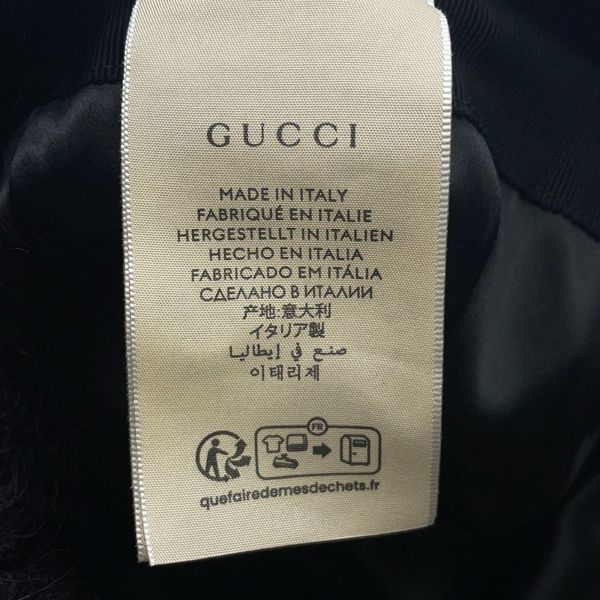 GUCCI
MADE IN ITALY
FABRIQUÉ EN ITALIE
HERGESTELLT IN ITALIEN
HECHO EN ITALIA
FABRICADO EM ITÁLIA
СДЕЛАНО В ИТАЛИИ
产地:意大利
イタリア製
صنع في إيطاليا
이태리제
FR
quefairedemesdechets.fr